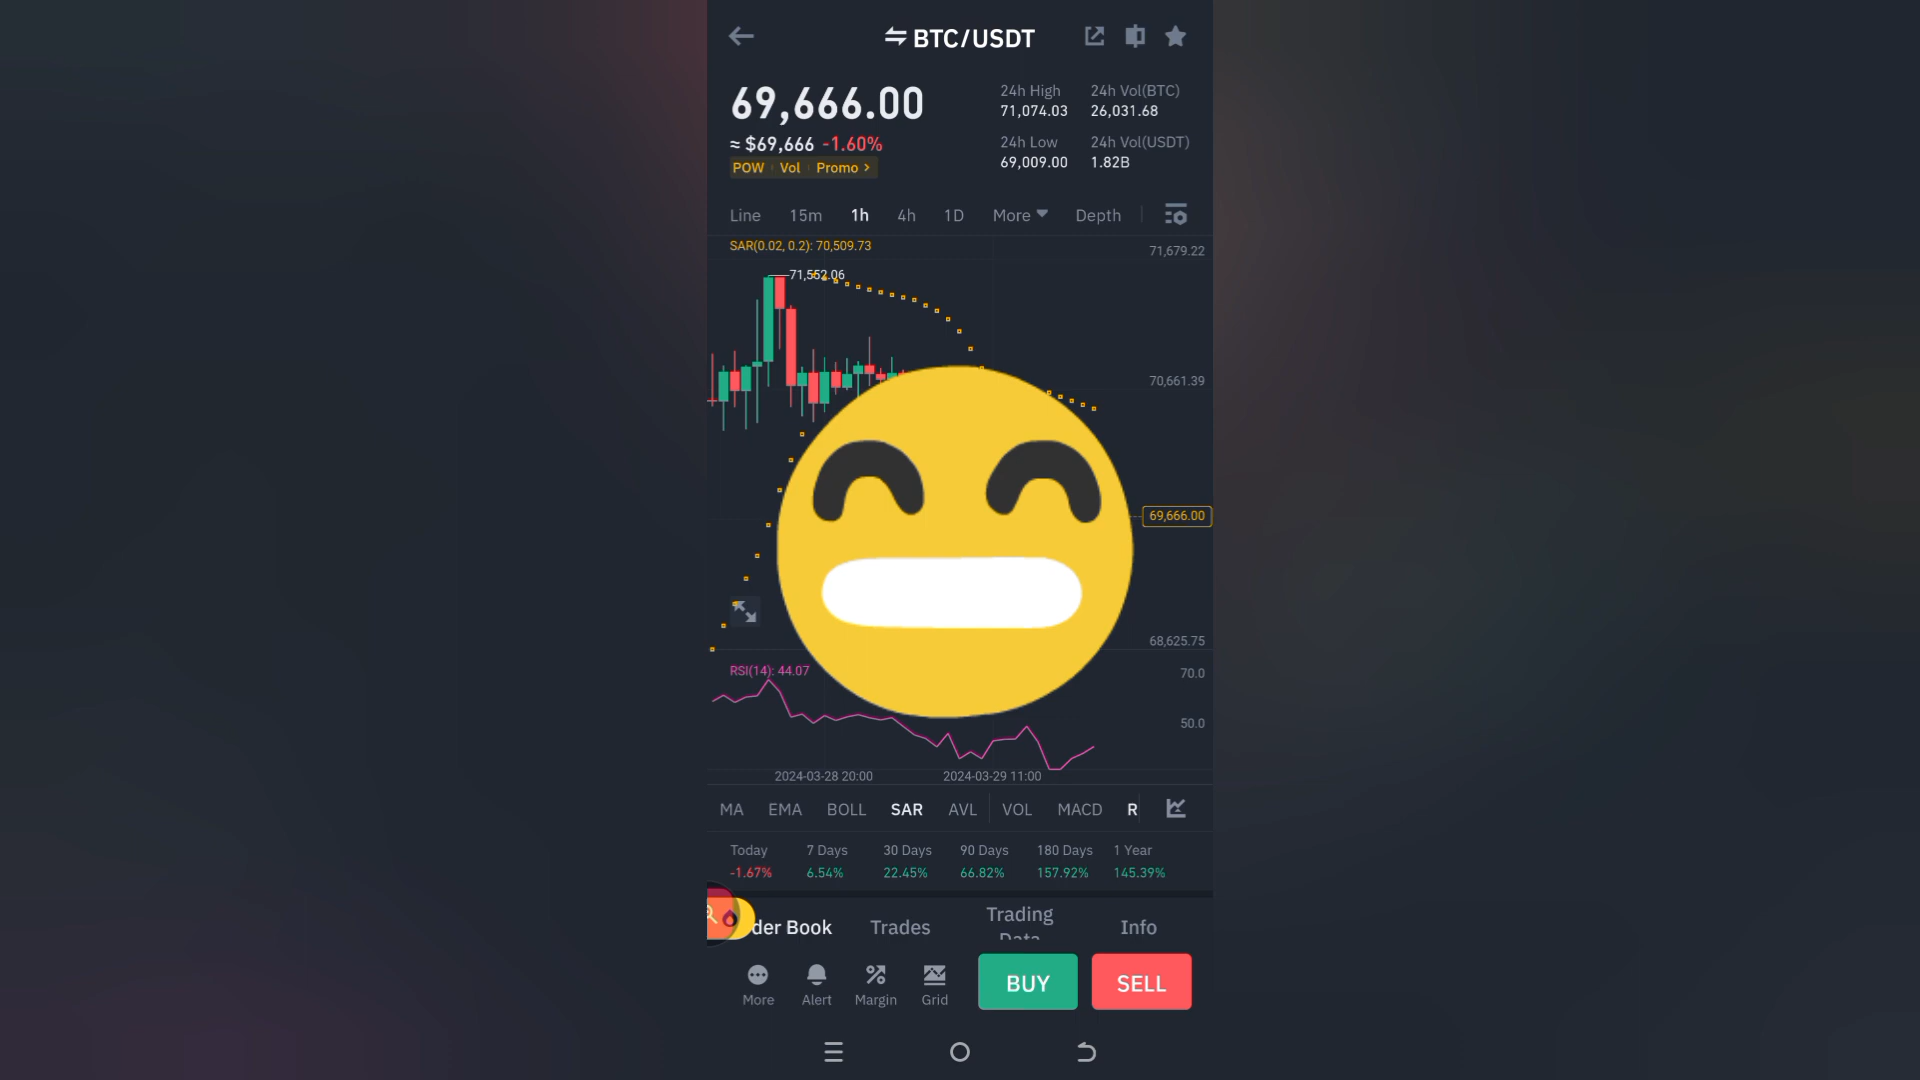 BTC/USDT
69,666.00
≈ $69,666 -1.60%
POW Vol Promo
24h High 24h Vol(BTC)
71,074.03 26,031.68
24h Low 24h Vol(USDT)
69,009.00 1.82B
Line 15m 1h 4h 1D More Depth
SAR(0.02, 0.2): 70,509.73
71,679.22
71,552.06
70,661.39
69,666.00
68,625.75
RSI(14): 44.07
70.0
50.0
2024-03-28 20:00 2024-03-29 11:00
MA EMA BOLL SAR AVL VOL MACD R
Today 7 Days 30 Days 90 Days 180 Days 1 Year
-1.67% 6.54% 22.45% 66.82% 157.92% 145.39%
der Book Trades Trading Data Info
More Alert Margin Grid BUY SELL